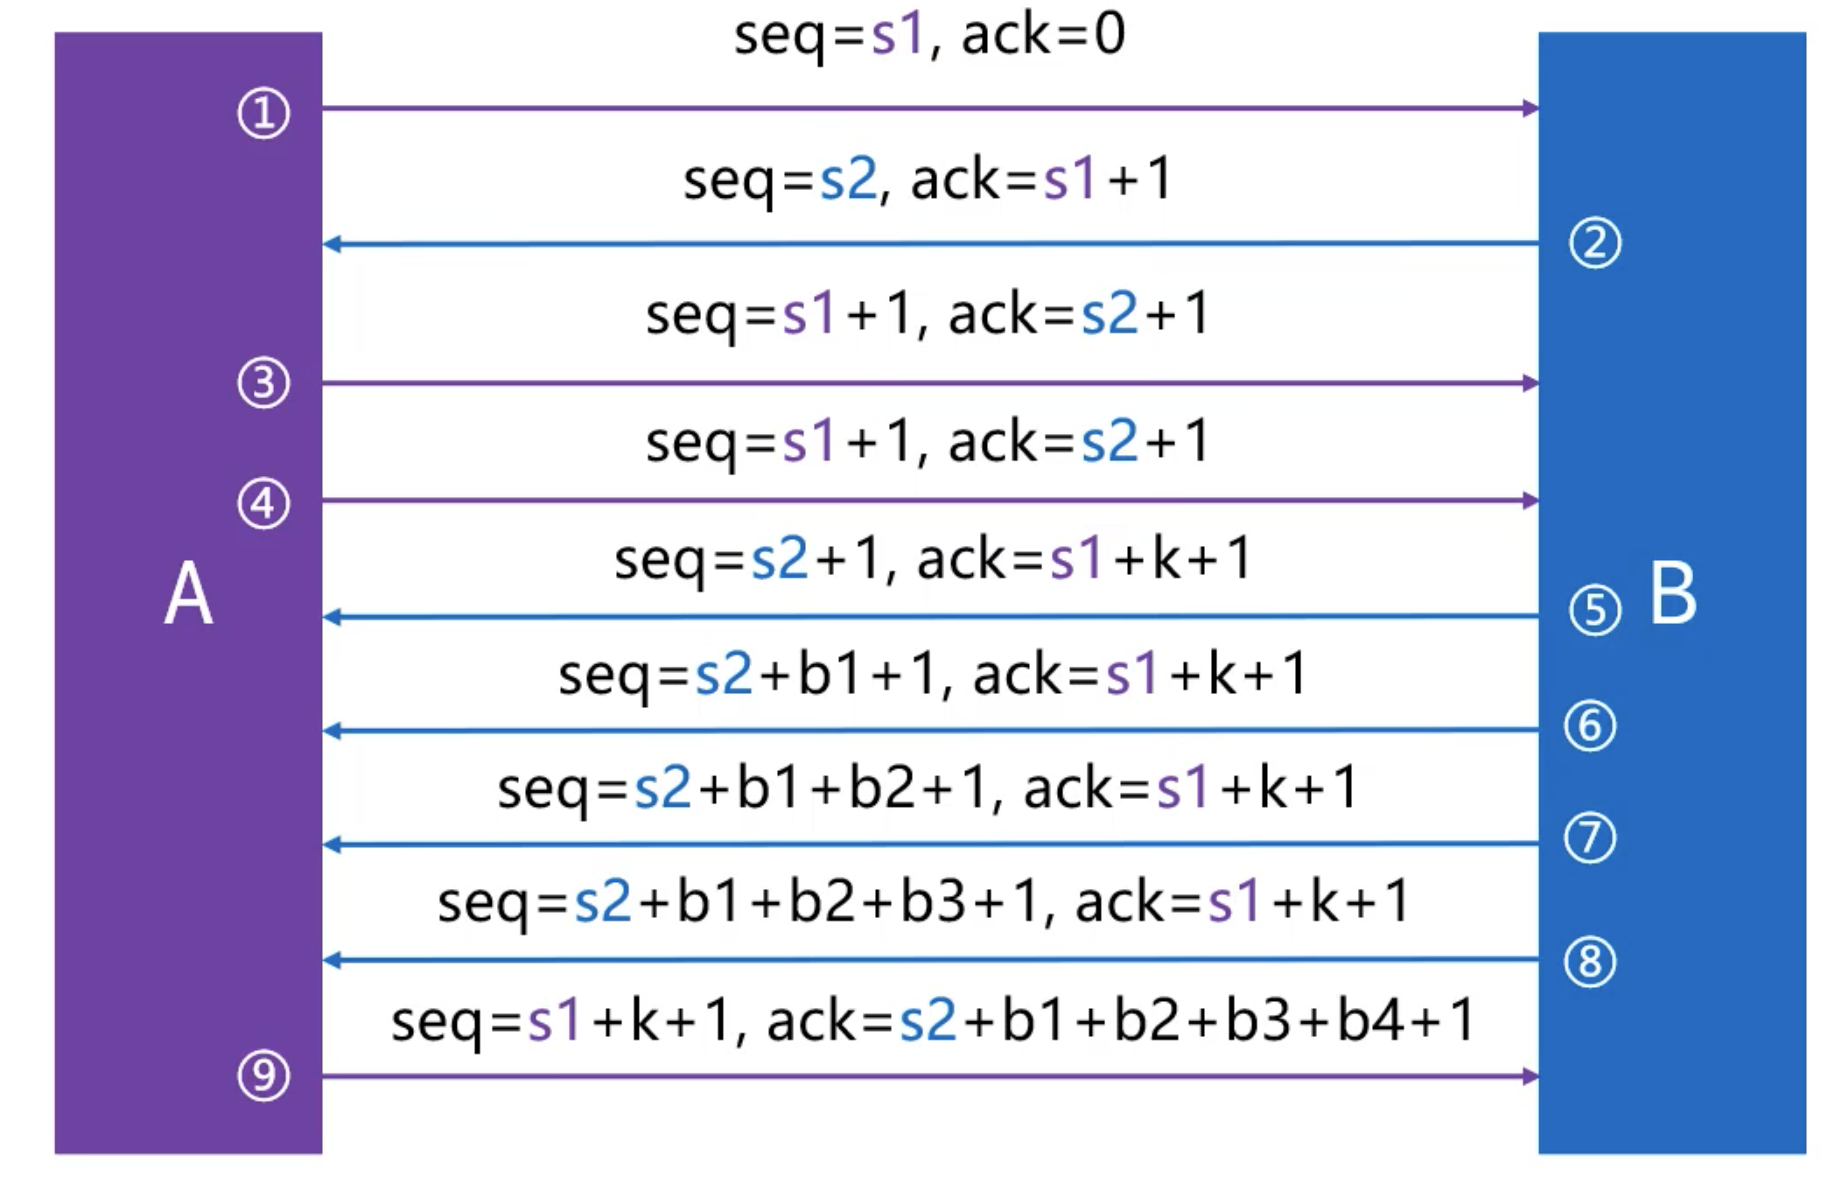 seq=s1, ack=0
①
seq=s2, ack=s1+1
②
seq=s1+1, ack=s2+1
③
seq=s1+1, ack=s2+1
④
seq=s2+1, ack=s1+k+1
A
⑤ B
seq=s2+b1+1, ack=s1+k+1
⑥
seq=s2+b1+b2+1, ack=s1+k+1
⑦
seq=s2+b1+b2+b3+1, ack=s1+k+1
⑧
seq=s1+k+1, ack=s2+b1+b2+b3+b4+1
⑨